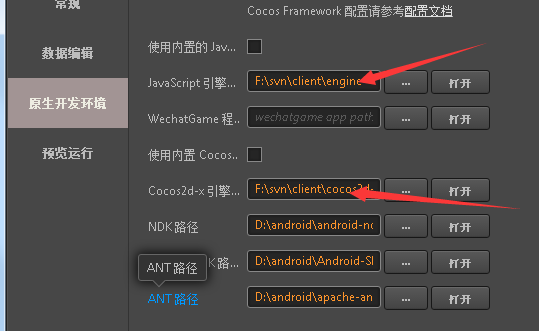 常规
Cocos Framework 配置请参考配置文档
数据编辑
使用内置的 Jav...
原生开发环境
JavaScript 引擎... F:\svn\client\engine ... 打开
WechatGame 程.. wechatgame app path ... 打开
预览运行
使用内置 Cocos..
Cocos2d-x 引擎... F:\svn\client\cocos2d- ... 打开
NDK 路径 D:\android\android-nd ... 打开
K 路... D:\android\Android-SI ... 打开
ANT 路径
ANT 路径 D:\android\apache-an ... 打开